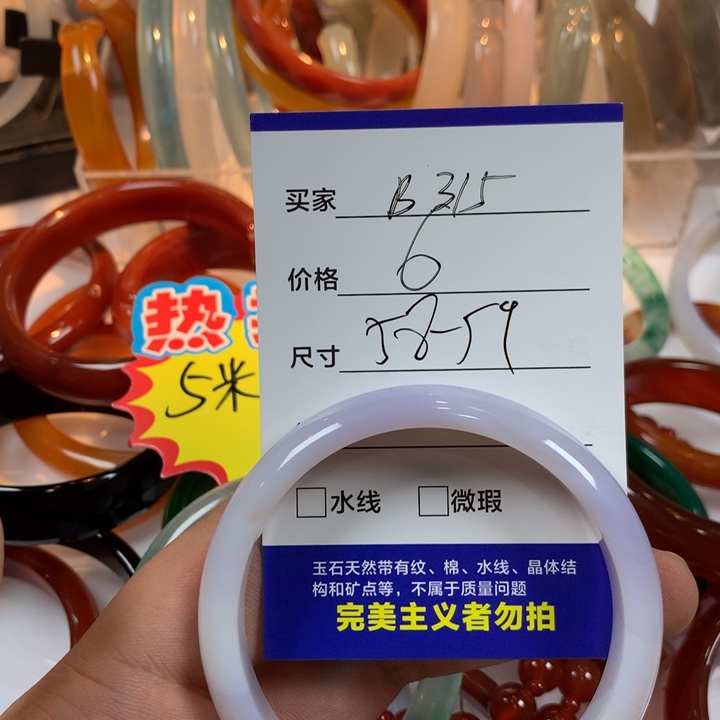 买家 B315
价格 6
尺寸 58-59
热
5米
水线 微瑕
玉石天然带有纹、棉、水线、晶体结
构和矿点等，不属于质量问题
完美主义者勿拍